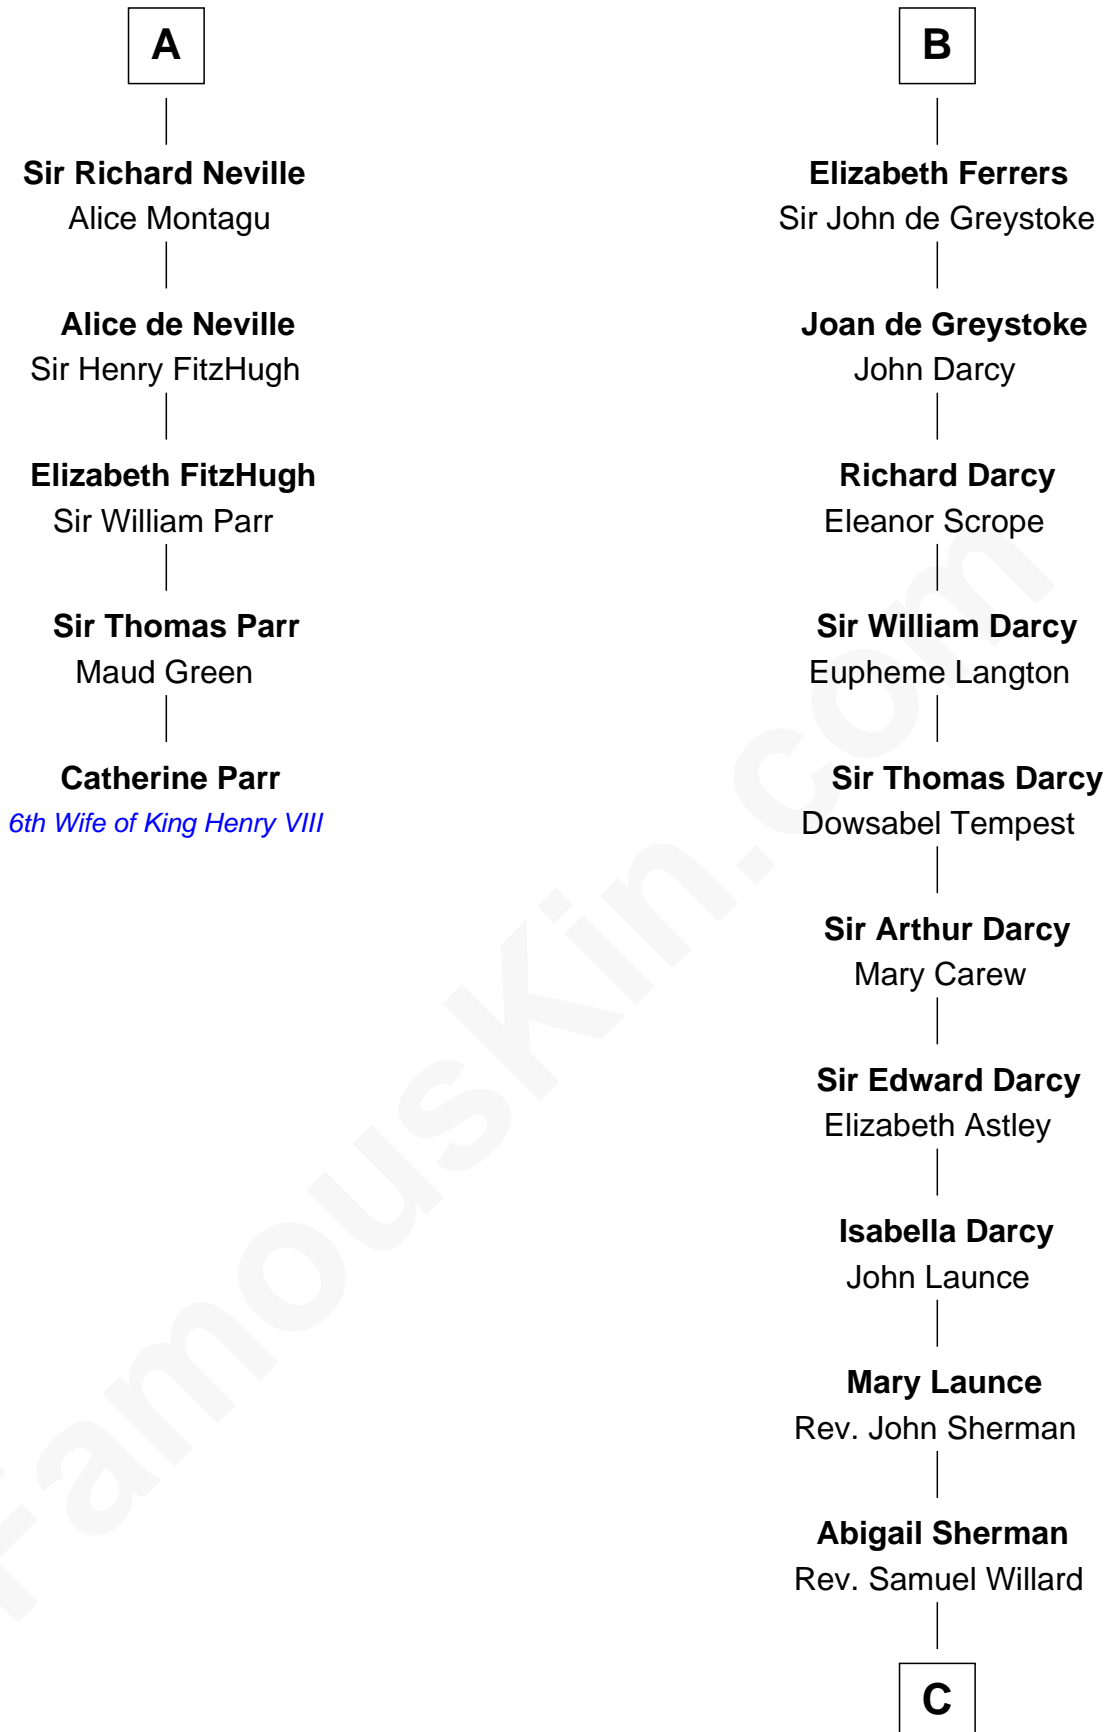 A
Sir Richard Neville
Alice Montagu
Alice de Neville
Sir Henry FitzHugh
Elizabeth FitzHugh
Sir William Parr
Sir Thomas Parr
Maud Green
Catherine Parr
6th Wife of King Henry VIII
B
Elizabeth Ferrers
Sir John de Greystoke
Joan de Greystoke
John Darcy
Richard Darcy
Eleanor Scrope
Sir William Darcy
Eupheme Langton
Sir Thomas Darcy
Dowsabel Tempest
Sir Arthur Darcy
Mary Carew
Sir Edward Darcy
Elizabeth Astley
Isabella Darcy
John Launce
Mary Launce
Rev. John Sherman
Abigail Sherman
Rev. Samuel Willard
C
FamousKin.com